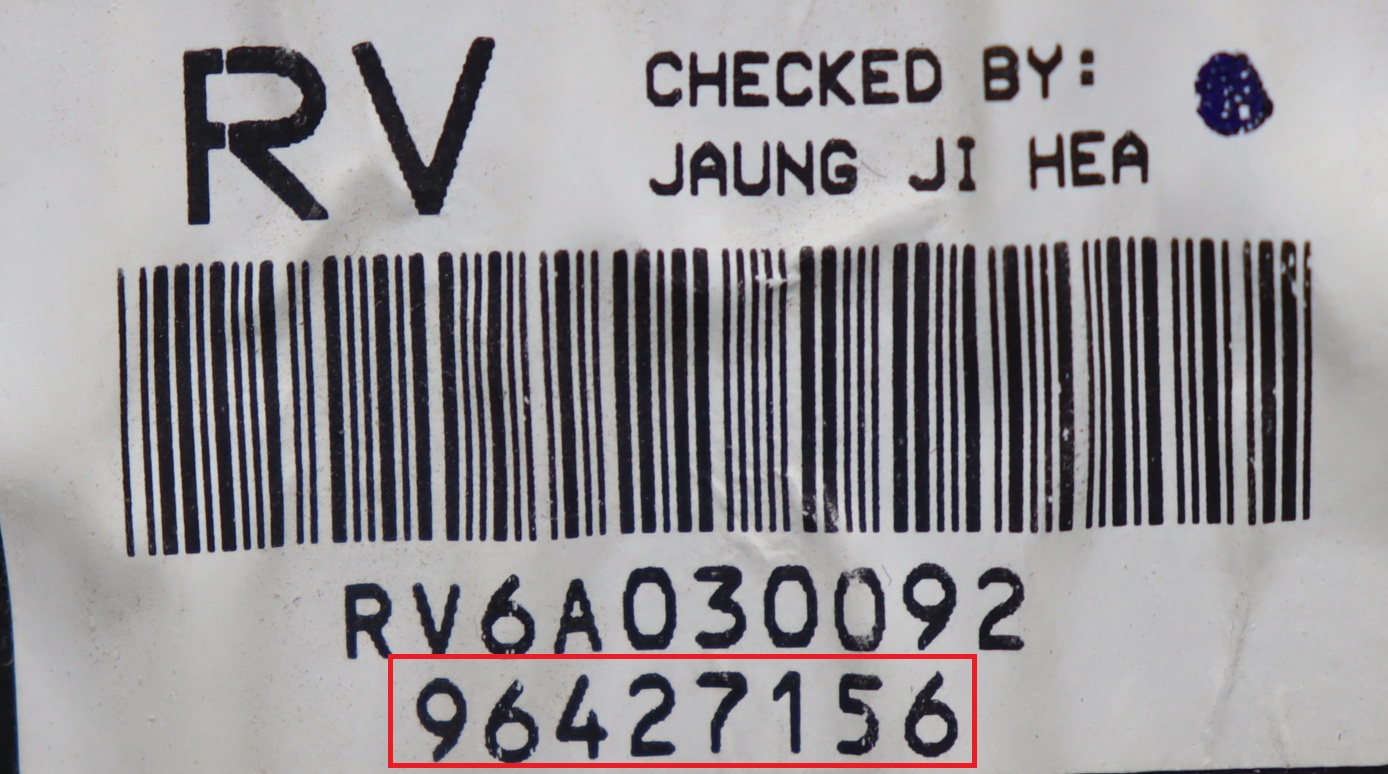 RV
CHECKED BY:
JAUNG JI HEA
RV6A030092
96427156